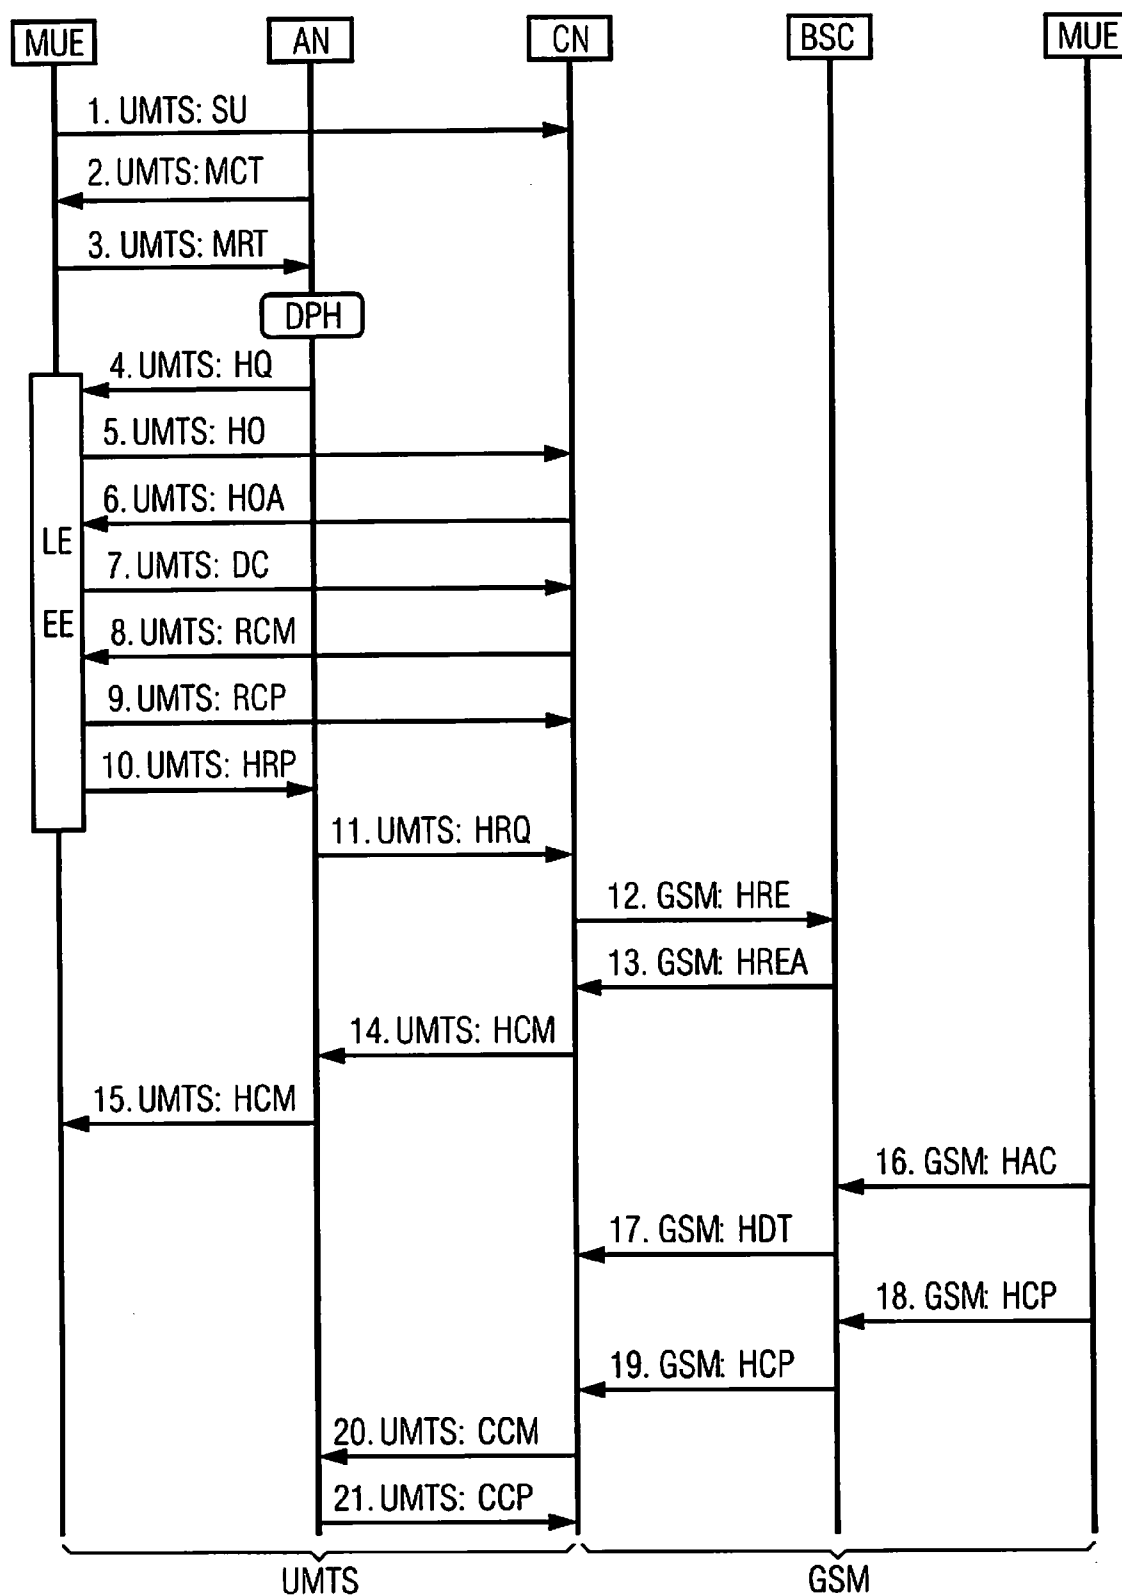 MUE AN CN BSC MUE
1. UMTS: SU
2. UMTS: MCT
3. UMTS: MRT
DPH
4. UMTS: HQ
5. UMTS: HO
6. UMTS: HOA
LE
7. UMTS: DC
EE
8. UMTS: RCM
9. UMTS: RCP
10. UMTS: HRP
11. UMTS: HRQ
12. GSM: HRE
13. GSM: HREA
14. UMTS: HCM
15. UMTS: HCM
16. GSM: HAC
17. GSM: HDT
18. GSM: HCP
19. GSM: HCP
20. UMTS: CCM
21. UMTS: CCP
UMTS GSM